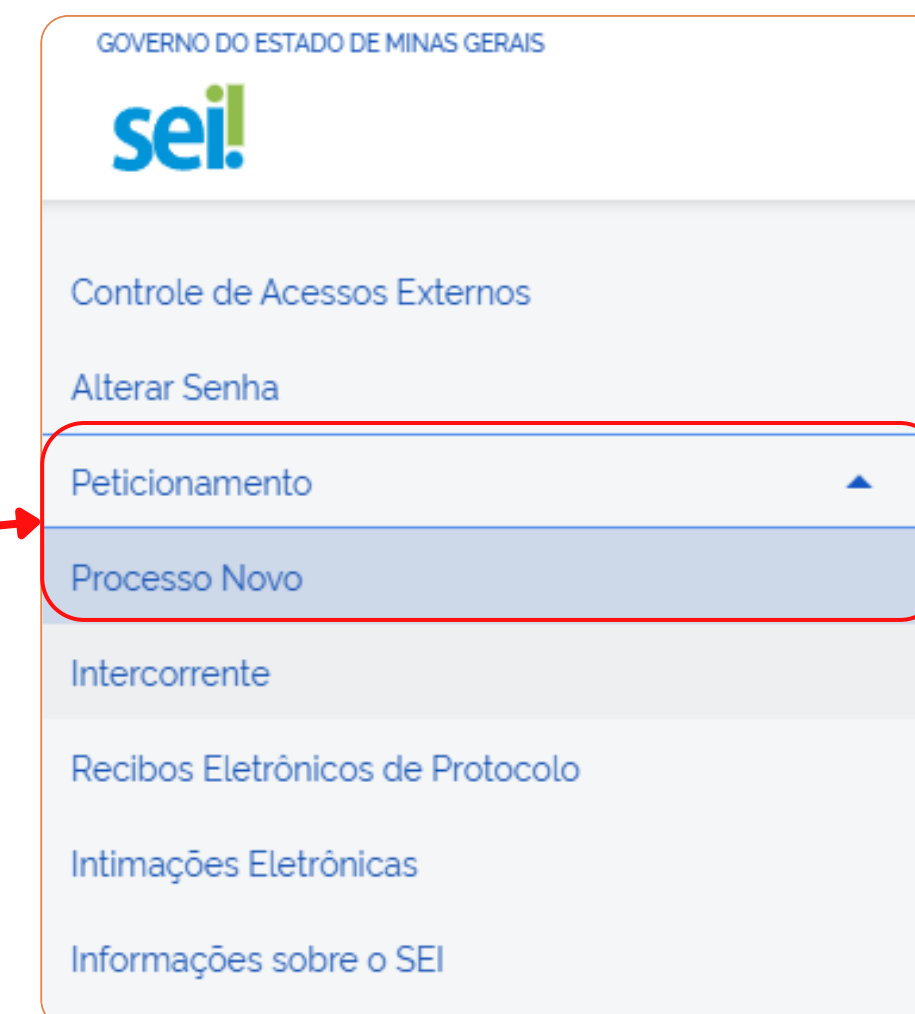 GOVERNO DO ESTADO DE MINAS GERAIS
sei!
Controle de Acessos Externos
Alterar Senha
Peticionamento
Processo Novo
Intercorrente
Recibos Eletrônicos de Protocolo
Intimações Eletrônicas
Informações sobre o SEI